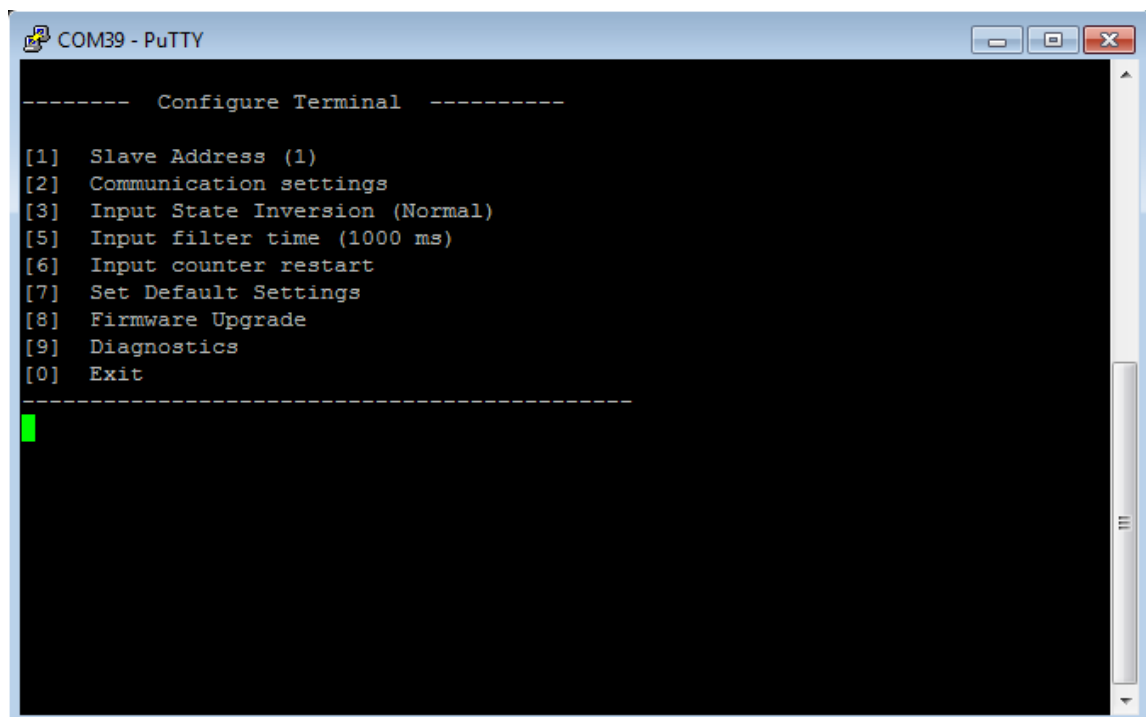 COM39 - PuTTY
--------  Configure Terminal  ----------
[1]  Slave Address (1)
[2]  Communication settings
[3]  Input State Inversion (Normal)
[5]  Input filter time (1000 ms)
[6]  Input counter restart
[7]  Set Default Settings
[8]  Firmware Upgrade
[9]  Diagnostics
[0]  Exit
---------------------------------------------